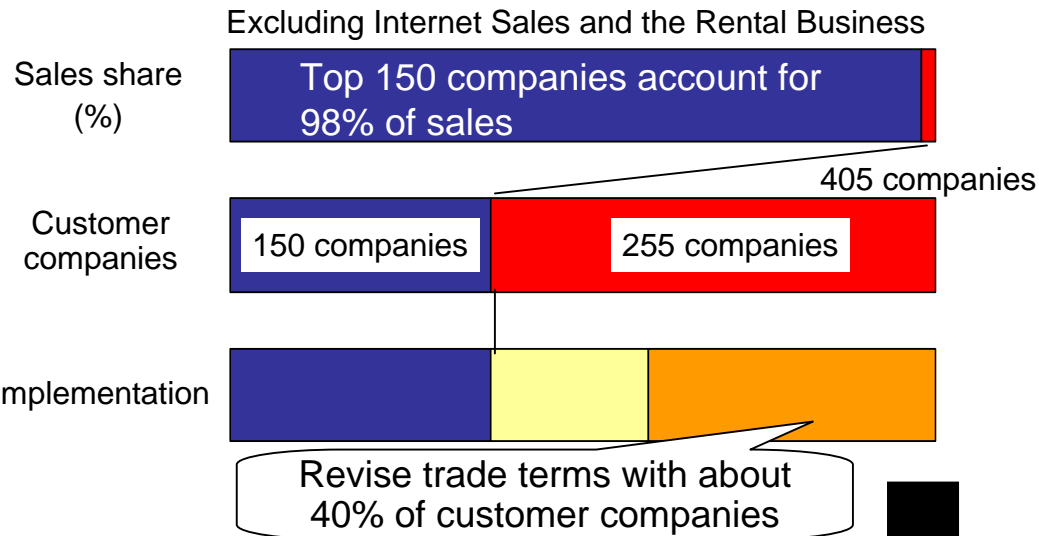 Excluding Internet Sales and the Rental Business
Sales share
(%)
Top 150 companies account for
98% of sales
405 companies
Customer
companies
150 companies
255 companies
mplementation
Revise trade terms with about
40% of customer companies